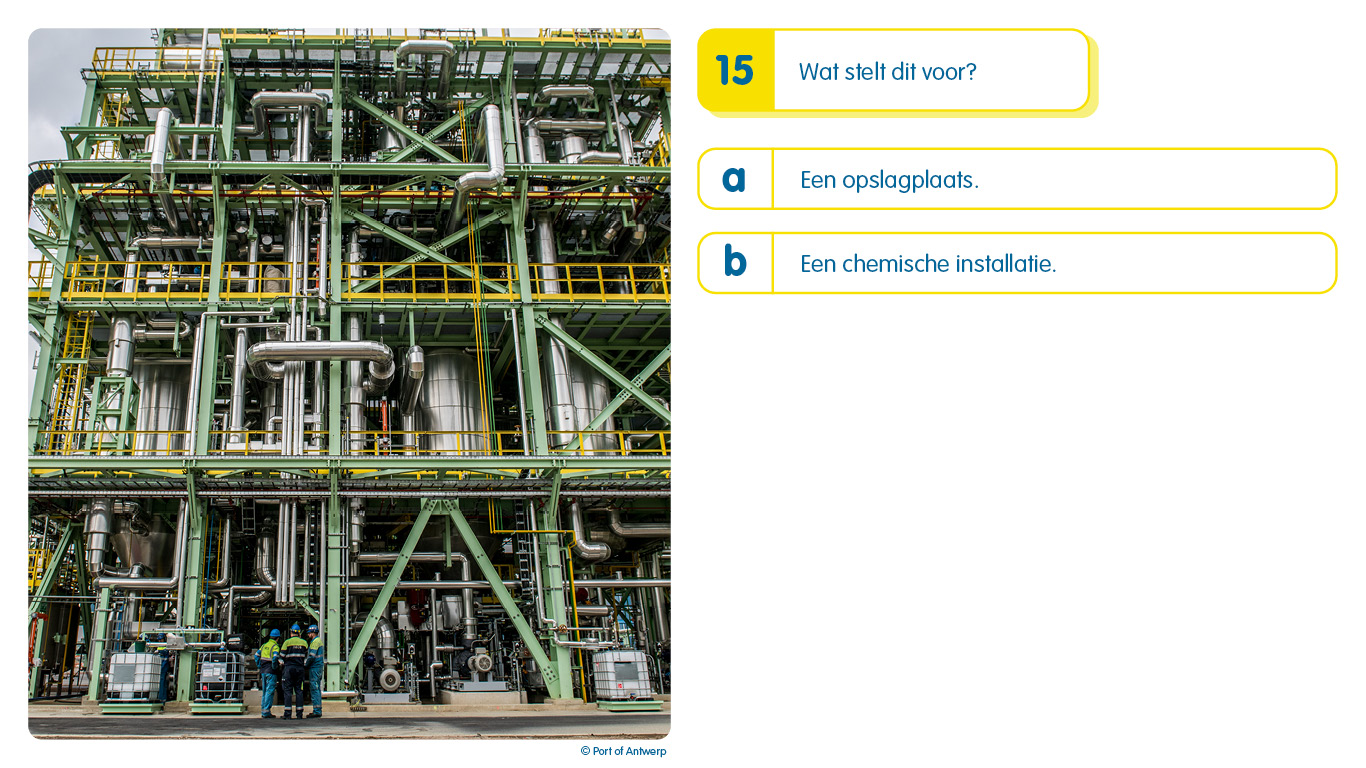 15
Wat stelt dit voor?
a
Een opslagplaats.
b
Een chemische installatie.
© Port of Antwerp